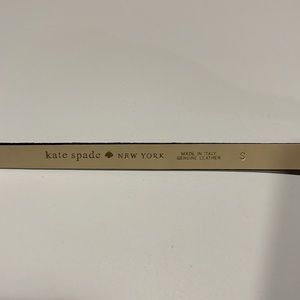 kate spade ♠ NEW YORK
MADE IN ITALY
GENUINE LEATHER
S